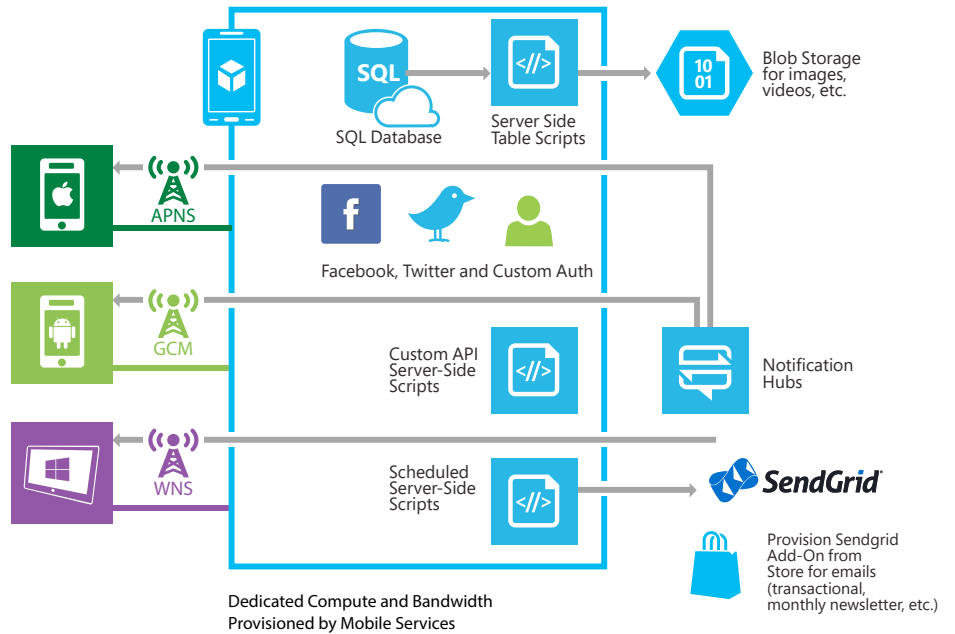 SQL
SQL Database
</>
Server Side
Table Scripts
10
01
Blob Storage
for images,
videos, etc.
APNS
f
Facebook, Twitter and Custom Auth
GCM
Custom API
Server-Side
Scripts
<//>
Notification
Hubs
WNS
Scheduled
Server-Side
Scripts
<//>
SendGrid
Provision Sendgrid
Add-On from
Store for emails
(transactional,
monthly newsletter, etc.)
Dedicated Compute and Bandwidth
Provisioned by Mobile Services